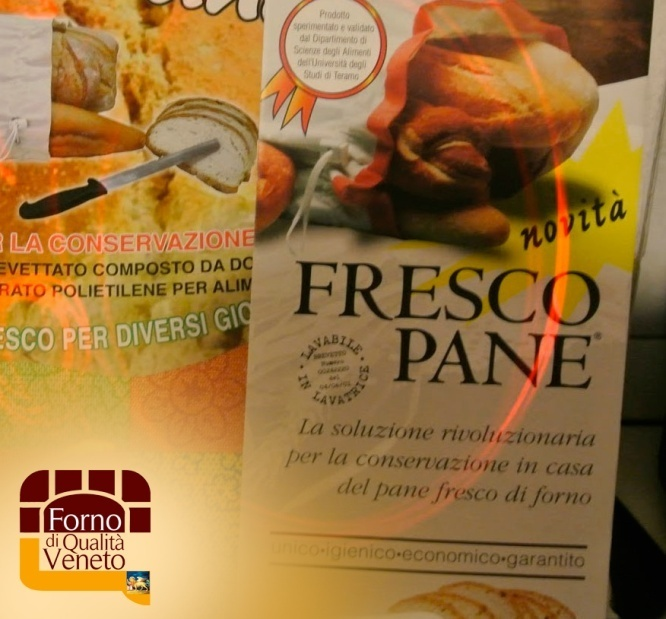 Prodotto
sperimentato e validato
dal Dipartimento di
Scienze degli Alimenti
dell'Università degli
Studi di Teramo
novità
R LA CONSERVAZIONE
EVETTATO COMPOSTO DA DO
RATO POLIETILENE PER ALIM
ESCO PER DIVERSI GIO
FRESCO
PANE®
LAVABILE
IN LAVATRICE
La soluzione rivoluzionaria
per la conservazione in casa
del pane fresco di forno
unico•igienico•economico•garantito
Forno
di Qualità
Veneto